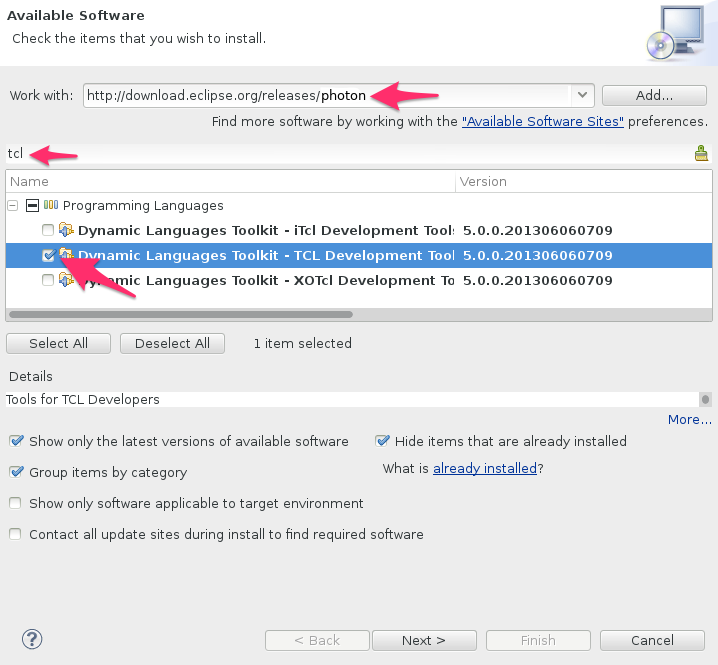 Available Software
Check the items that you wish to install.
Work with: http://download.eclipse.org/releases/photon Add...
Find more software by working with the "Available Software Sites" preferences.
tcl
Name Version
Programming Languages
Dynamic Languages Toolkit - iTcl Development Tools 5.0.0.201306060709
Dynamic Languages Toolkit - TCL Development Tool 5.0.0.201306060709
Dynamic Languages Toolkit - XOTcl Development To 5.0.0.201306060709
Select All Deselect All 1 item selected
Details
Tools for TCL Developers
More...
Show only the latest versions of available software Hide items that are already installed
Group items by category What is already installed?
Show only software applicable to target environment
Contact all update sites during install to find required software
? < Back Next > Finish Cancel